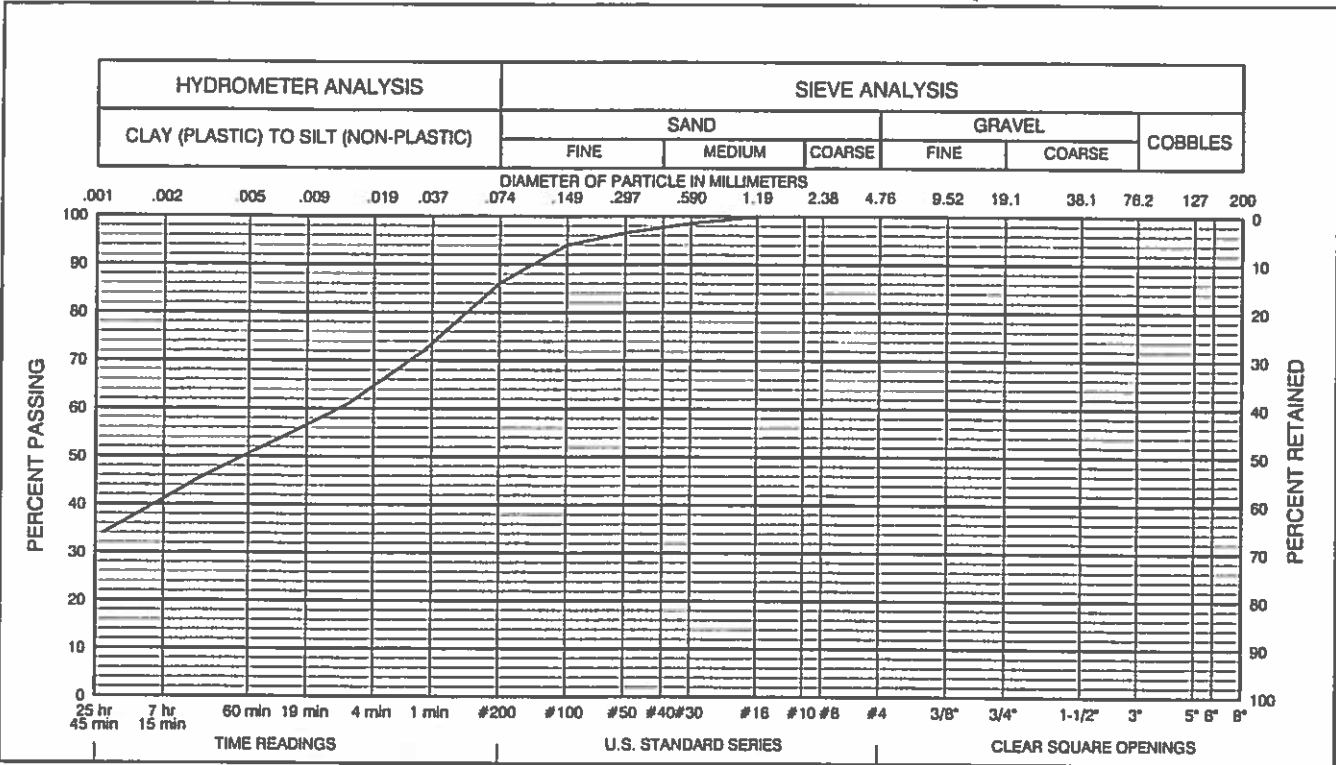 HYDROMETER ANALYSIS SIEVE ANALYSIS
CLAY (PLASTIC) TO SILT (NON-PLASTIC) SAND GRAVEL COBBLES
FINE MEDIUM COARSE FINE COARSE
DIAMETER OF PARTICLE IN MILLIMETERS
.001 .002 .005 .009 .019 .037 .074 .149 .297 .590 1.19 2.38 4.76 9.52 19.1 38.1 76.2 127 200
100 0
90 10
80 20
70 30
60 40
50 50
40 60
30 70
20 80
10 90
0 100
PERCENT PASSING
PERCENT RETAINED
25 hr 7 hr 60 min 19 min 4 min 1 min #200 #100 #50 #40 #30 #16 #10 #8 #4 3/8" 3/4" 1-1/2" 3" 5" 6" 8"
45 min 15 min
TIME READINGS U.S. STANDARD SERIES CLEAR SQUARE OPENINGS